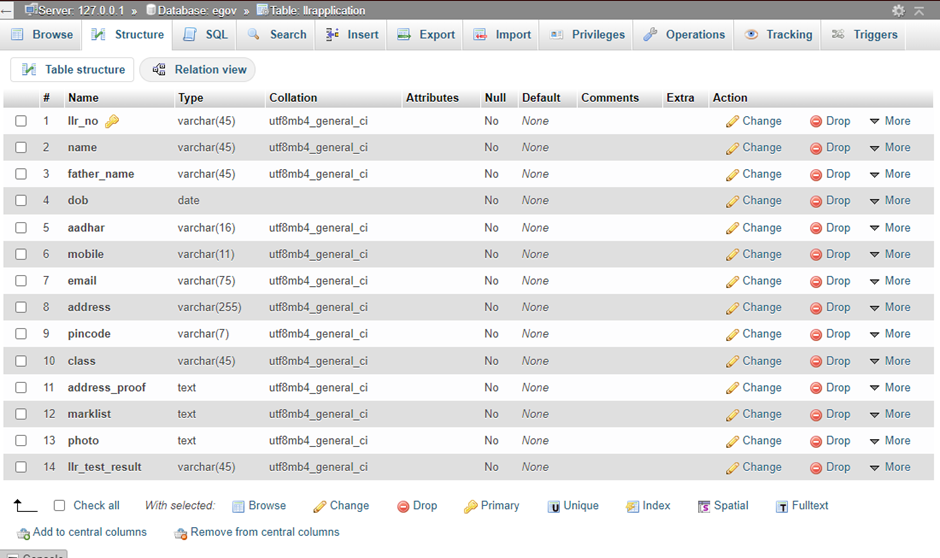 Server: 127.0.0.1 » Database: egov » Table: llrapplication
Browse Structure SQL Search Insert Export Import Privileges Operations Tracking Triggers
Table structure Relation view
# Name Type Collation Attributes Null Default Comments Extra Action
1 llr_no varchar(45) utf8mb4_general_ci No None Change Drop More
2 name varchar(45) utf8mb4_general_ci No None Change Drop More
3 father_name varchar(45) utf8mb4_general_ci No None Change Drop More
4 dob date No None Change Drop More
5 aadhar varchar(16) utf8mb4_general_ci No None Change Drop More
6 mobile varchar(11) utf8mb4_general_ci No None Change Drop More
7 email varchar(75) utf8mb4_general_ci No None Change Drop More
8 address varchar(255) utf8mb4_general_ci No None Change Drop More
9 pincode varchar(7) utf8mb4_general_ci No None Change Drop More
10 class varchar(45) utf8mb4_general_ci No None Change Drop More
11 address_proof text utf8mb4_general_ci No None Change Drop More
12 marklist text utf8mb4_general_ci No None Change Drop More
13 photo text utf8mb4_general_ci No None Change Drop More
14 llr_test_result varchar(45) utf8mb4_general_ci No None Change Drop More
Check all With selected: Browse Change Drop Primary Unique Index Spatial Fulltext
Add to central columns Remove from central columns
Console